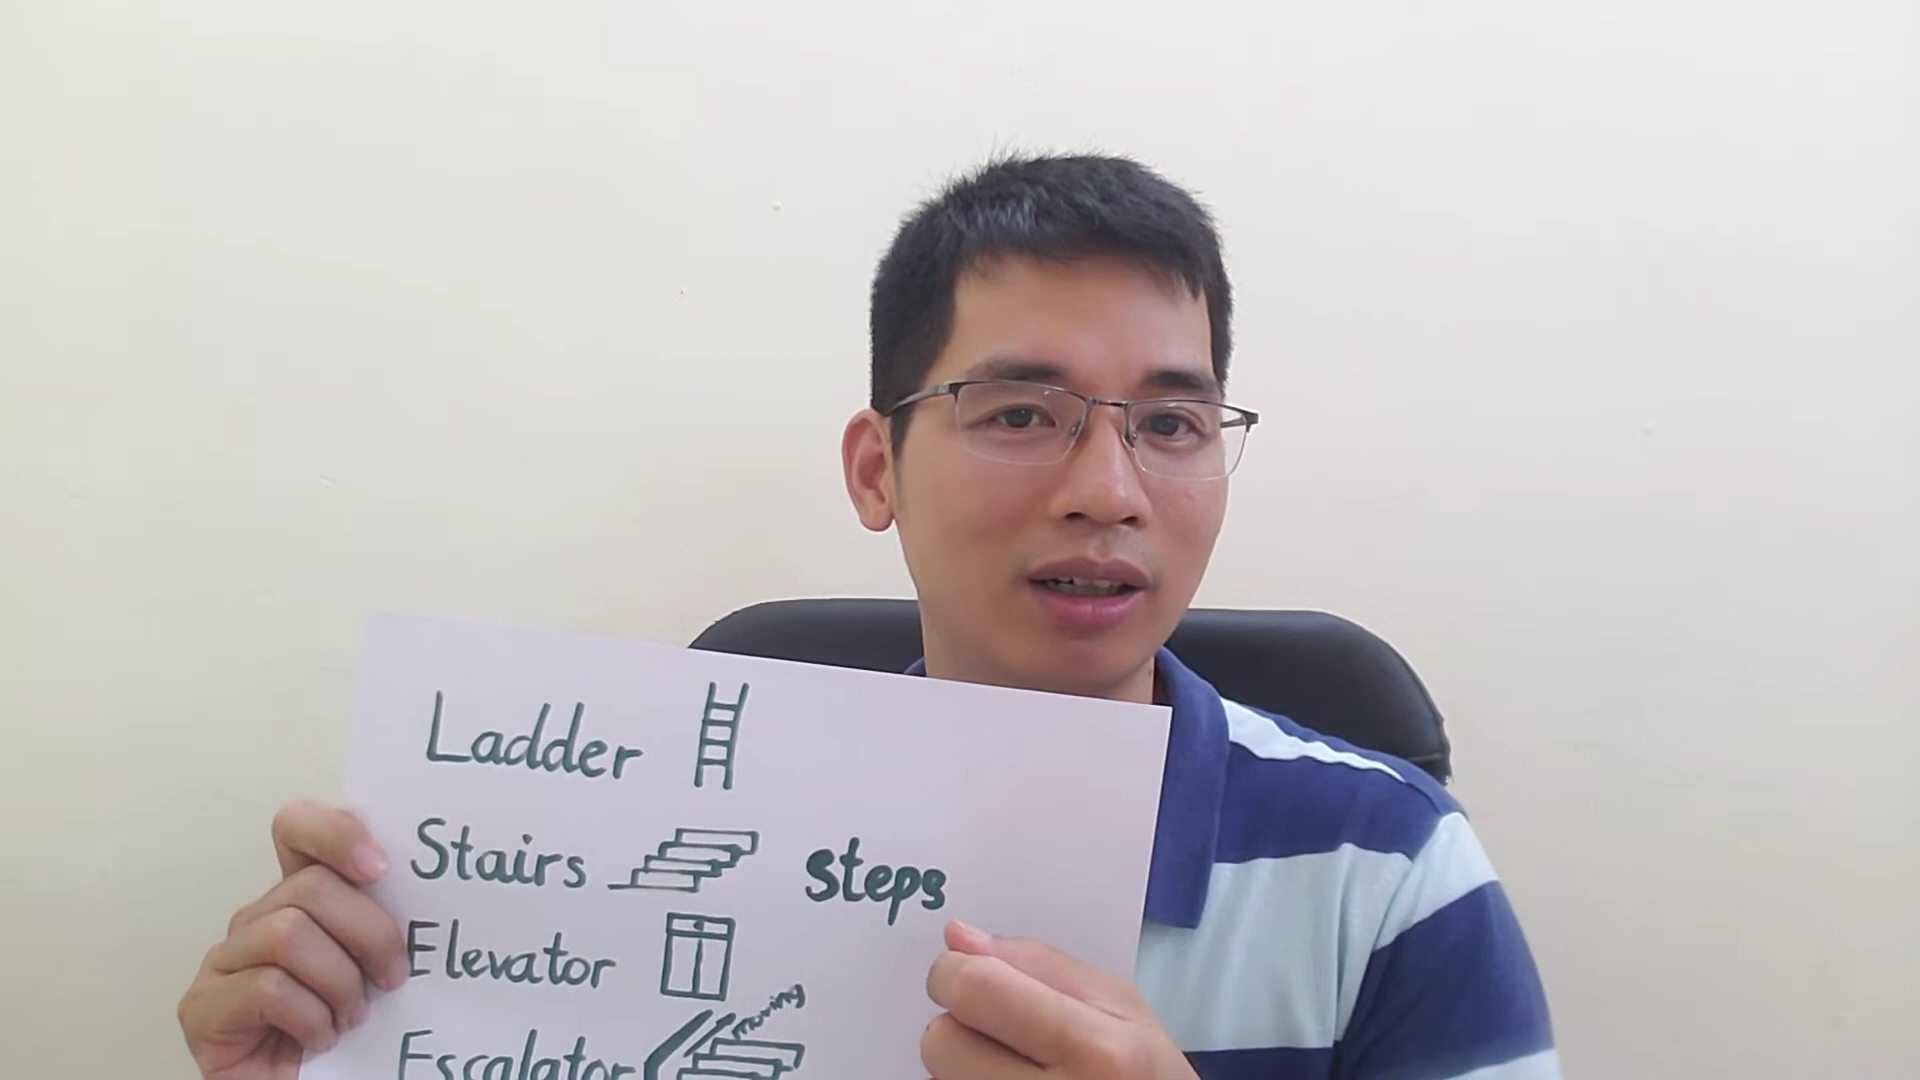 Ladder
Stairs steps
Elevator
moving
Escalator